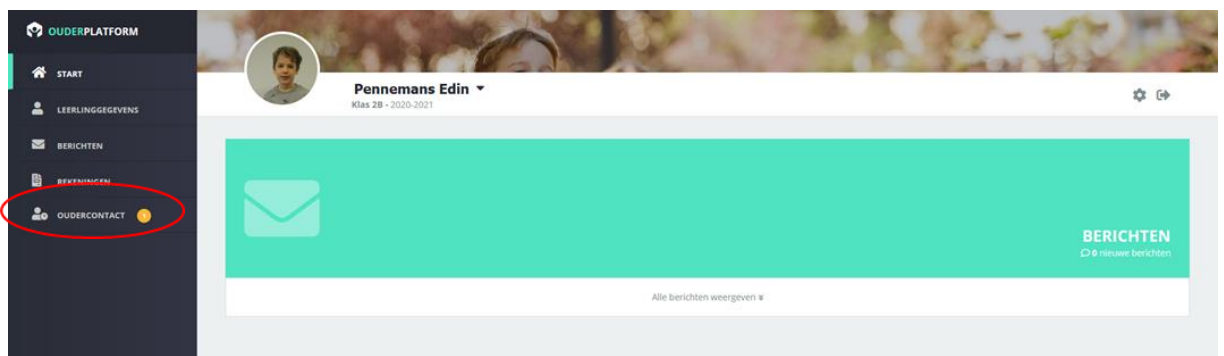 OUDERPLATFORM
START
LEERLINGGEGEVENS
BERICHTEN
REKENINGEN
OUDERCONTACT 1
Pennemans Edin
Klas 2B - 2020-2021
BERICHTEN
0 nieuwe berichten
Alle berichten weergeven